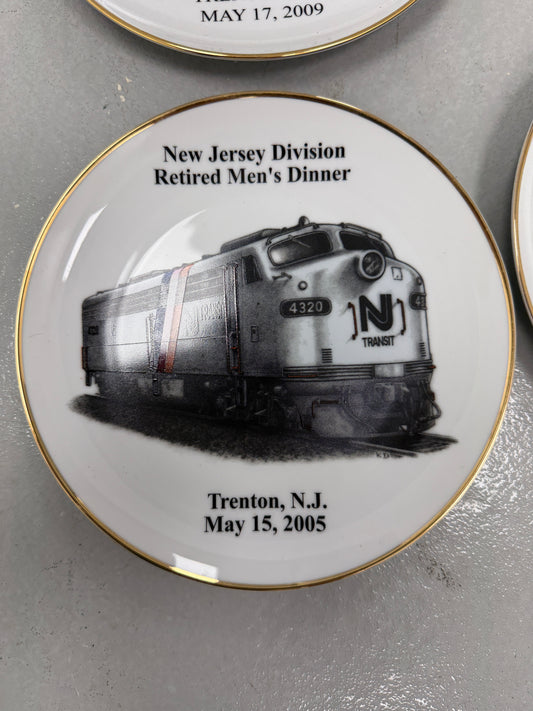 MAY 17, 2009
New Jersey Division
Retired Men's Dinner
4320
NJ
TRANSIT
Trenton, N.J.
May 15, 2005